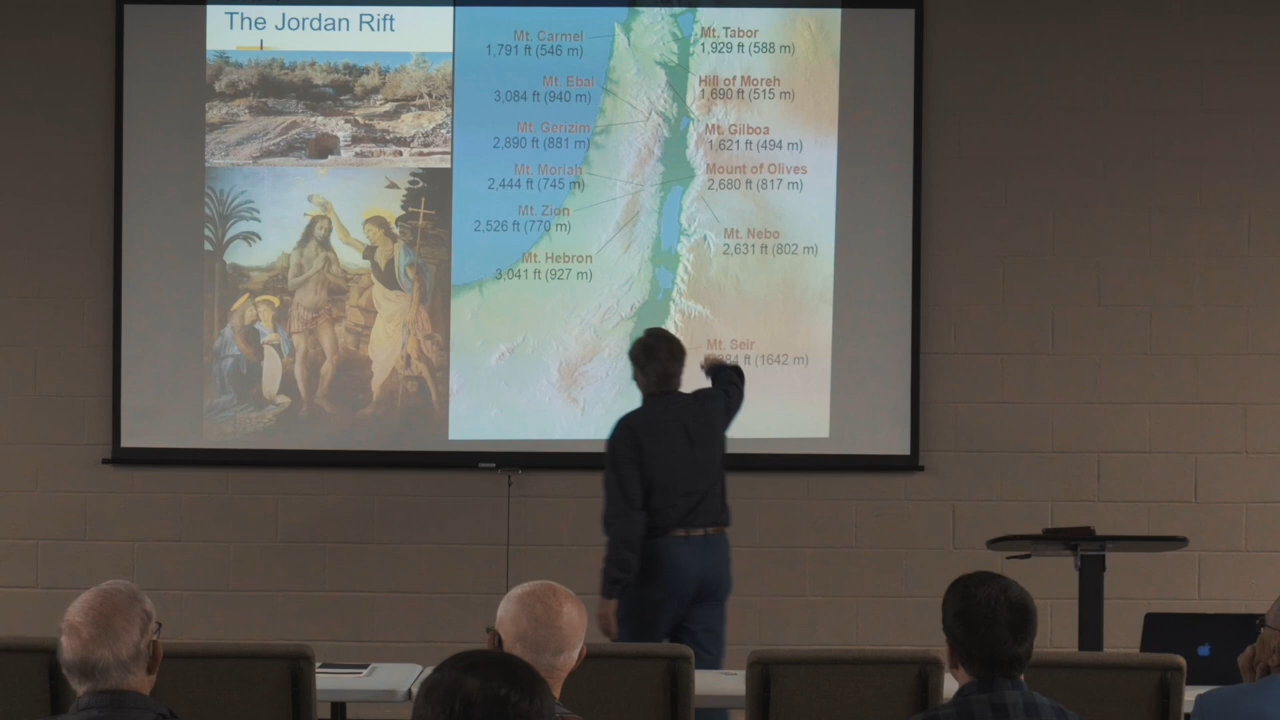 The Jordan Rift
Mt. Carmel
1,791 ft (546 m)
Mt. Ebal
3,084 ft (940 m)
Mt. Gerizim
2,890 ft (881 m)
Mt. Moriah
2,444 ft (745 m)
Mt. Zion
2,526 ft (770 m)
Mt. Hebron
3,041 ft (927 m)
Mt. Tabor
1,929 ft (588 m)
Hill of Moreh
1,690 ft (515 m)
Mt. Gilboa
1,621 ft (494 m)
Mount of Olives
2,680 ft (817 m)
Mt. Nebo
2,631 ft (802 m)
Mt. Seir
ft (1642 m)